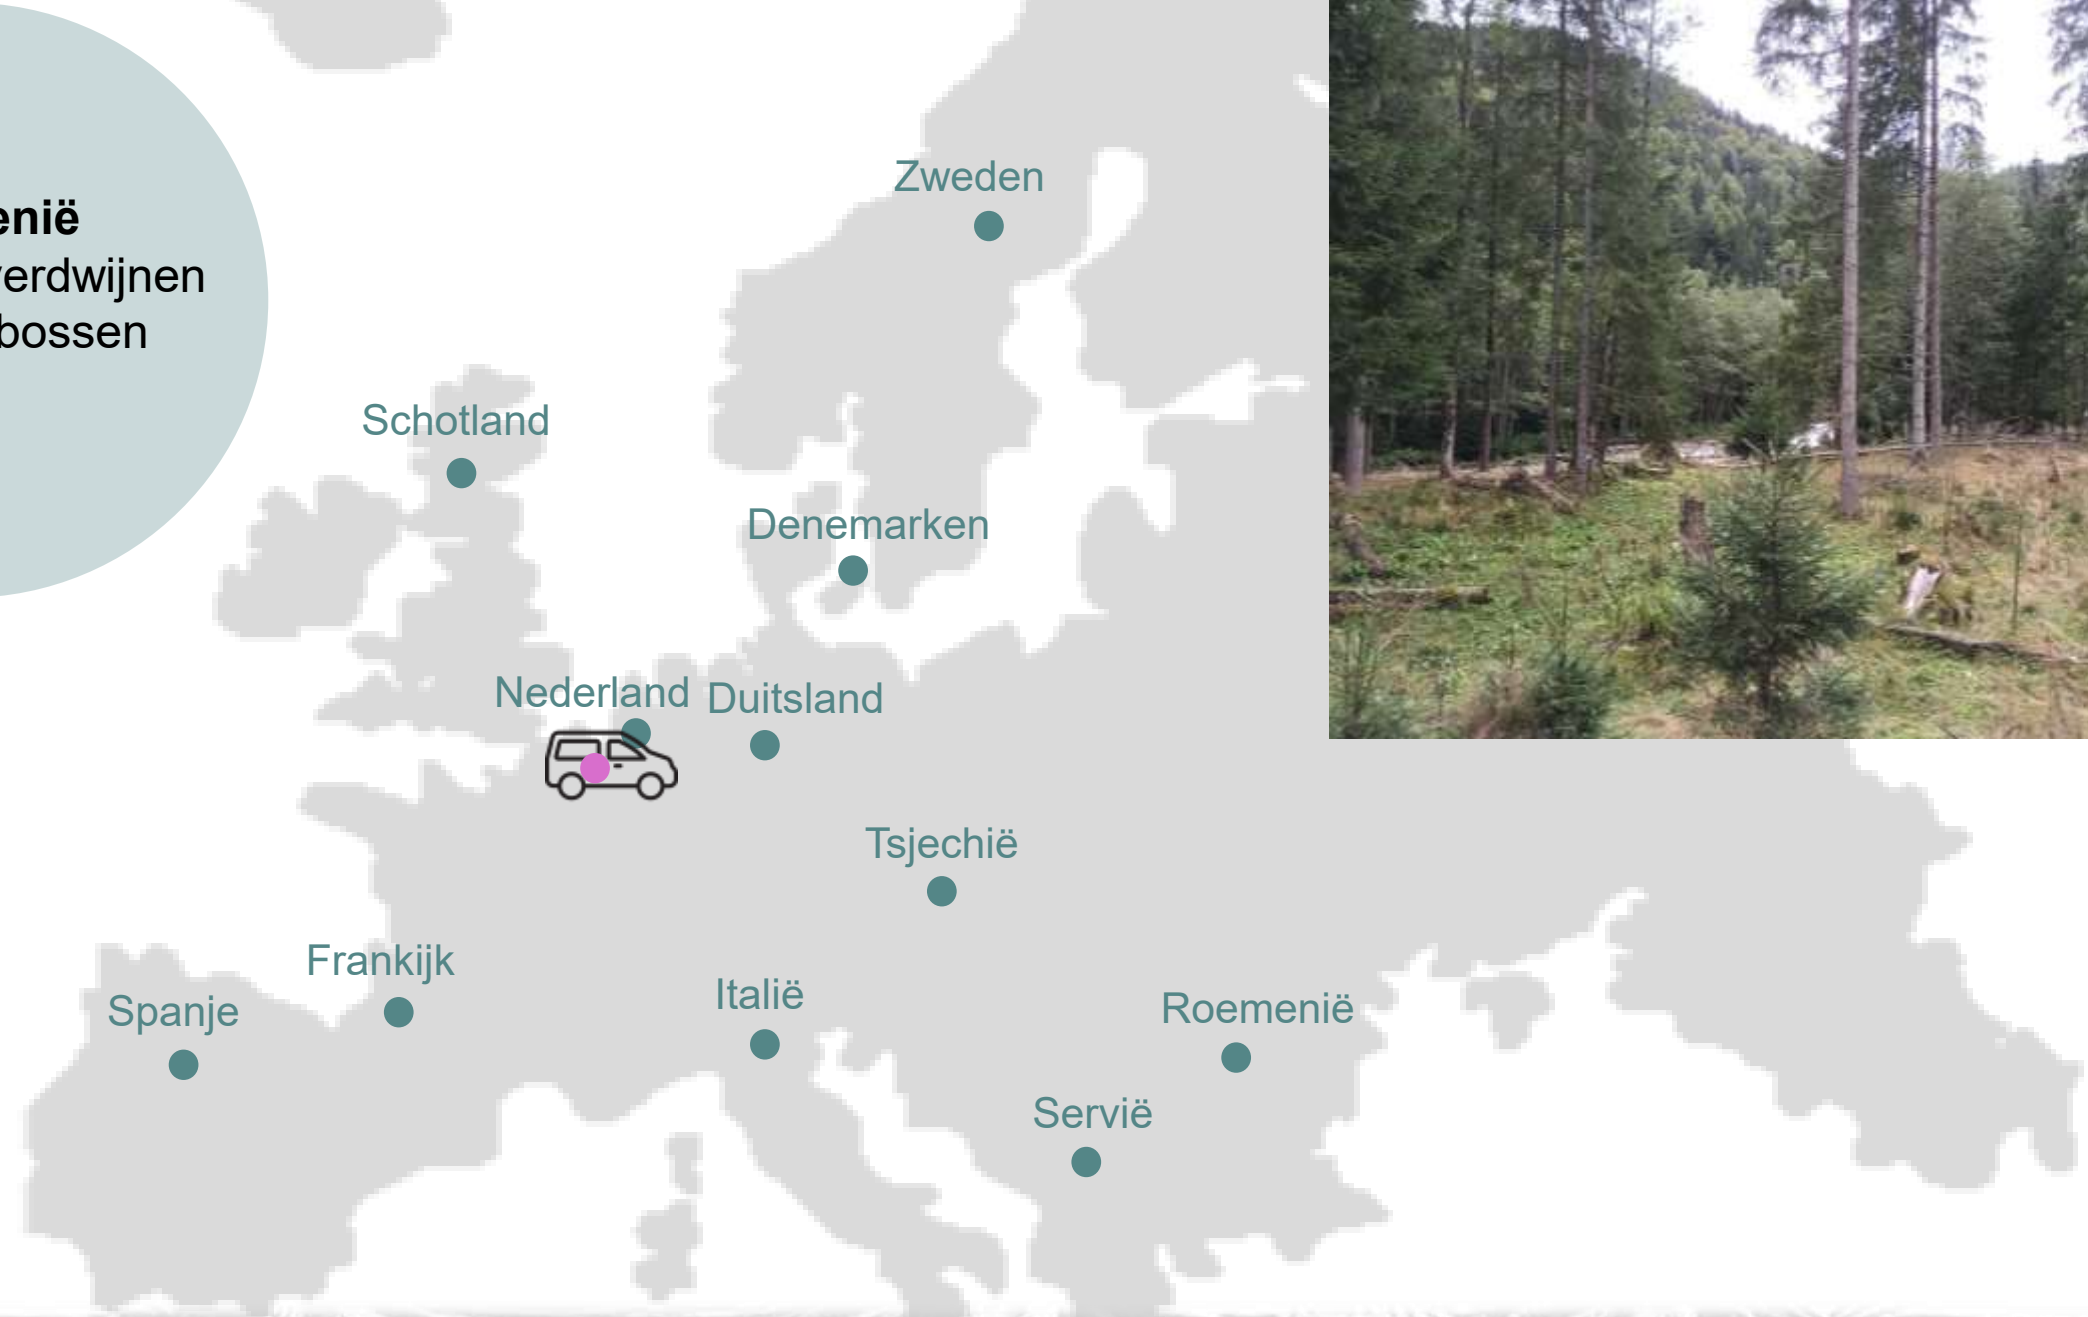 enië
verdwijnen
bossen
Zweden
Schotland
Denemarken
Nederland
Duitsland
Tsjechië
Frankijk
Italië
Spanje
Roemenië
Servië